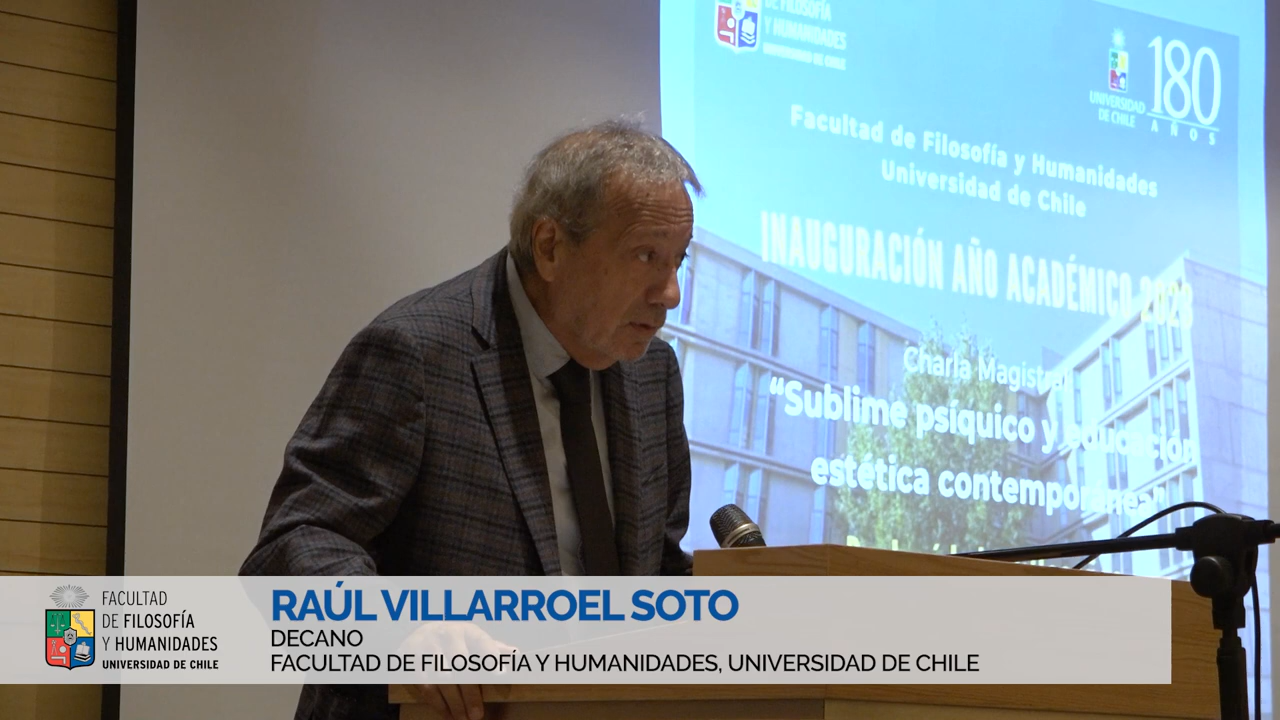 DE FILOSOFÍA
Y HUMANIDADES
UNIVERSIDAD DE CHILE
UNIVERSIDAD
DE CHILE
180
AÑOS
Facultad de Filosofía y Humanidades
Universidad de Chile
INAUGURACIÓN AÑO ACADÉMICO 2023
Charla Magistral
"Sublime psíquico y educación
estética contemporánea"
FACULTAD
DE FILOSOFÍA
Y HUMANIDADES
UNIVERSIDAD DE CHILE
RAÚL VILLARROEL SOTO
DECANO
FACULTAD DE FILOSOFÍA Y HUMANIDADES, UNIVERSIDAD DE CHILE